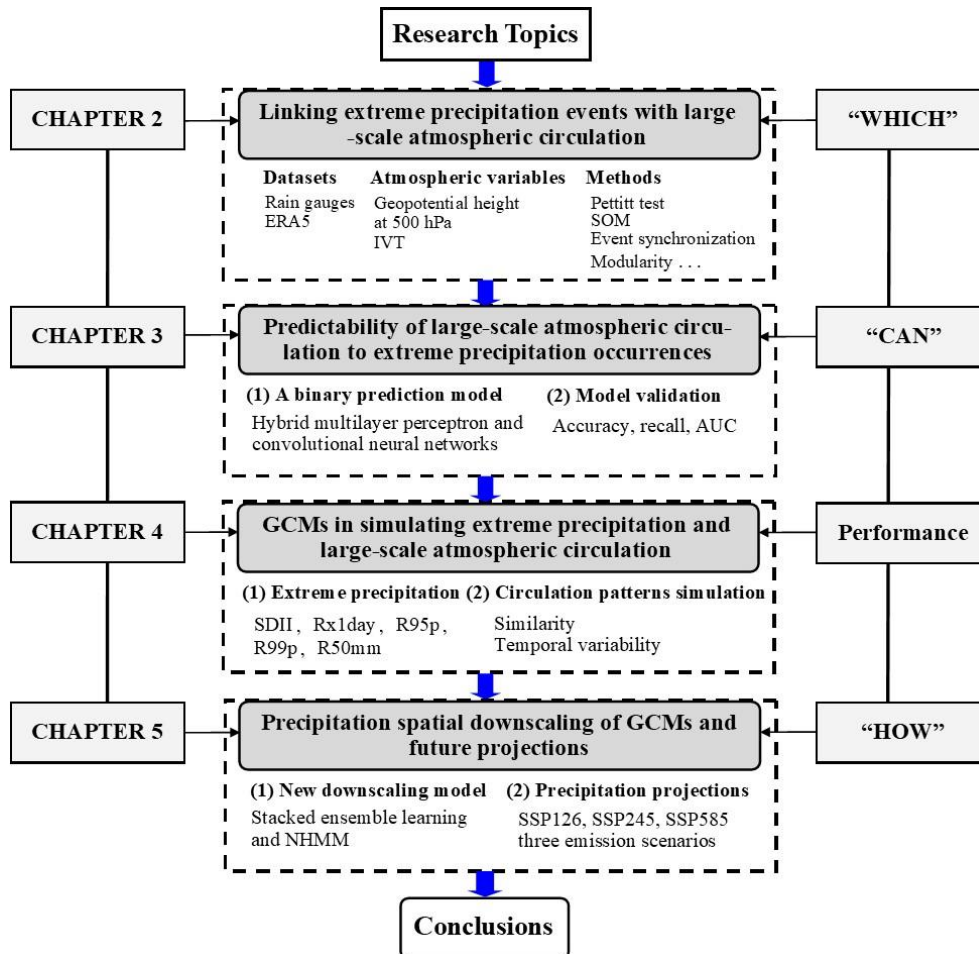 Research Topics
CHAPTER 2
Linking extreme precipitation events with large
-scale atmospheric circulation
“WHICH”
Datasets
Rain gauges
ERA5
Atmospheric variables
Geopotential height
at 500 hPa
IVT
Methods
Pettitt test
SOM
Event synchronization
Modularity . . .
CHAPTER 3
Predictability of large-scale atmospheric circu-
lation to extreme precipitation occurrences
“CAN”
(1) A binary prediction model
Hybrid multilayer perceptron and
convolutional neural networks
(2) Model validation
Accuracy, recall, AUC
CHAPTER 4
GCMs in simulating extreme precipitation and
large-scale atmospheric circulation
Performance
(1) Extreme precipitation
SDII, Rx1day, R95p,
R99p, R50mm
(2) Circulation patterns simulation
Similarity
Temporal variability
CHAPTER 5
Precipitation spatial downscaling of GCMs and
future projections
“HOW”
(1) New downscaling model
Stacked ensemble learning
and NHMM
(2) Precipitation projections
SSP126, SSP245, SSP585
three emission scenarios
Conclusions